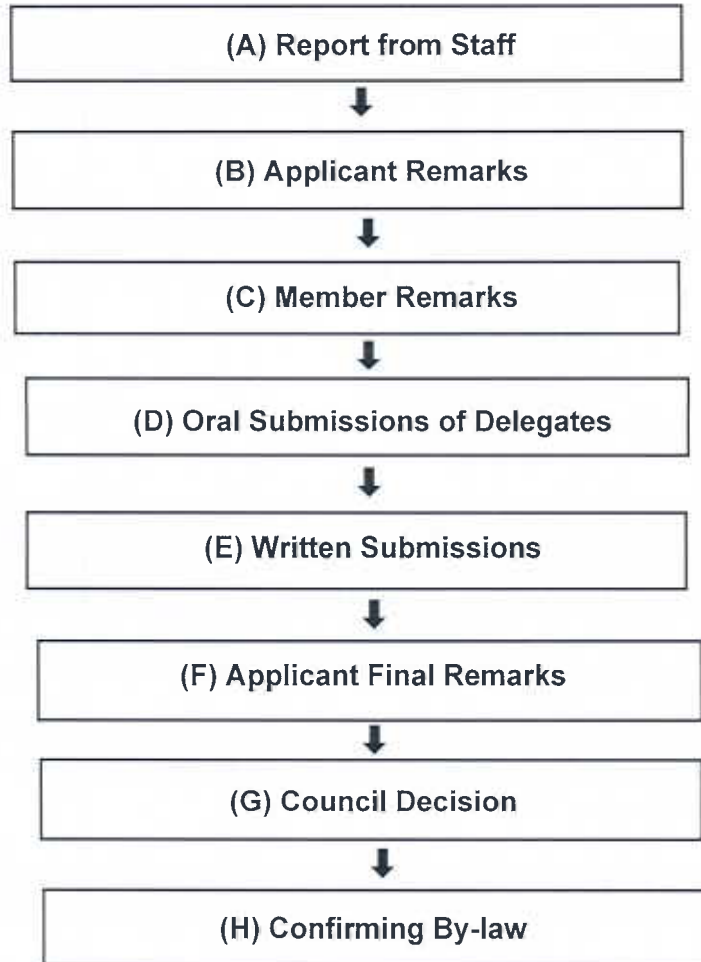 (A) Report from Staff
(B) Applicant Remarks
(C) Member Remarks
(D) Oral Submissions of Delegates
(E) Written Submissions
(F) Applicant Final Remarks
(G) Council Decision
(H) Confirming By-law